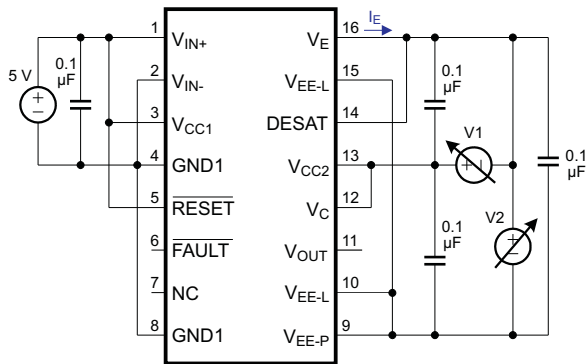 I_E
1 V_IN+ V_E 16
2 V_IN- V_EE-L 15
3 V_CC1 DESAT 14
4 GND1 V_CC2 13
5 RESET V_C 12
6 FAULT V_OUT 11
7 NC V_EE-L 10
8 GND1 V_EE-P 9
5 V
+
−
0.1
µF
0.1
µF
V1
+
0.1
µF
V2
+
−
0.1
µF